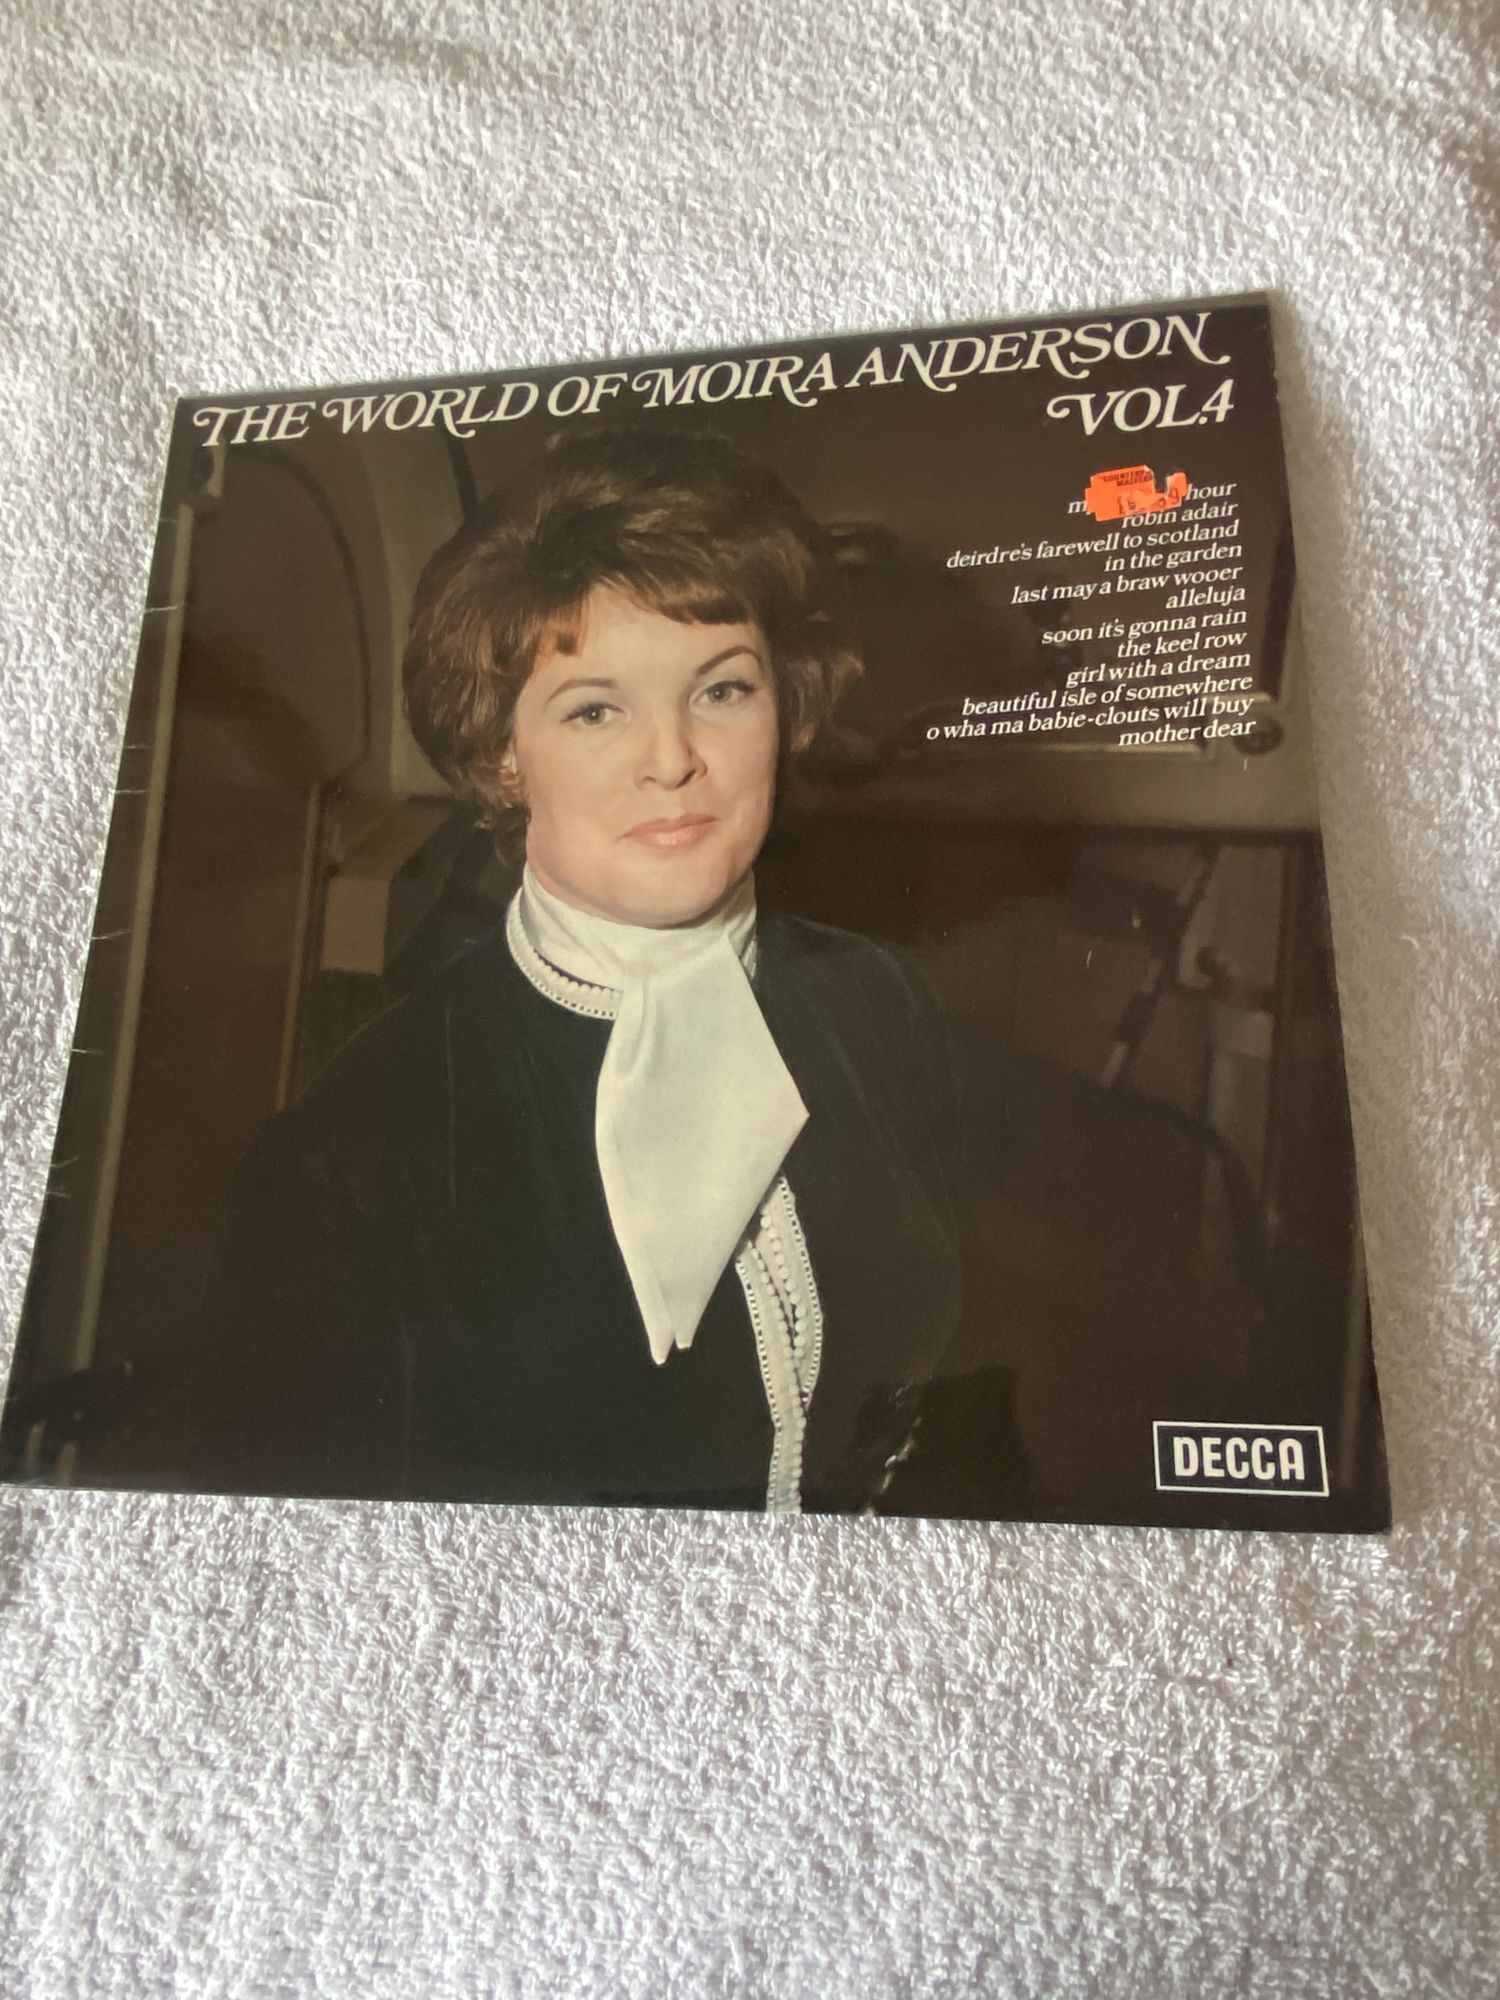 THE WORLD OF MOIRA ANDERSON
VOL.4
hour
robin adair
deirdre's farewell to scotland
in the garden
last may a braw wooer
alleluja
soon it's gonna rain
the keel row
girl with a dream
beautiful isle of somewhere
o wha ma babie-clouts will buy
mother dear
DECCA